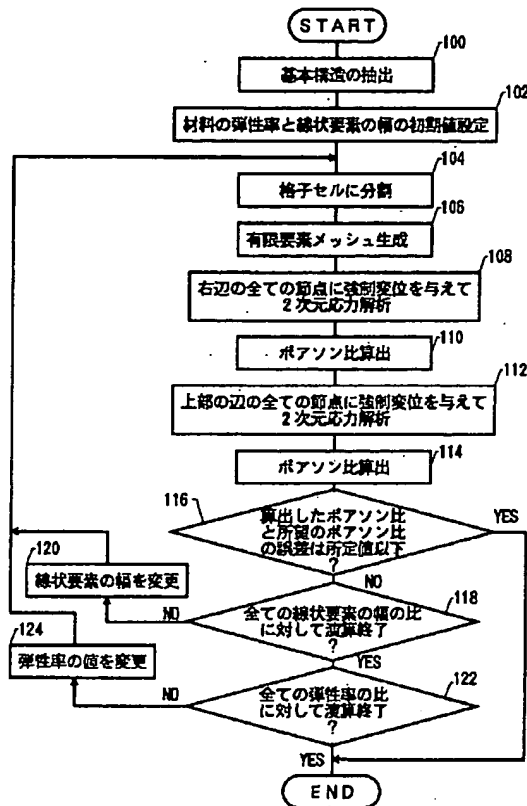 START
100
基本構造の抽出
102
材料の弾性率と線状要素の幅の初期値設定
104
格子セルに分割
106
有限要素メッシュ生成
108
右辺の全ての節点に強制変位を与えて
2次元応力解析
110
ポアソン比算出
112
上部の辺の全ての節点に強制変位を与えて
2次元応力解析
114
ポアソン比算出
116
算出したポアソン比
と所望のポアソン比
の誤差は所定値以下
?
YES
NO
120
線状要素の幅を変更
118
全ての線状要素の幅の比
に対して演算終了
?
NO
YES
124
弾性率の値を変更
122
全ての弾性率の比
に対して演算終了
?
NO
YES
END